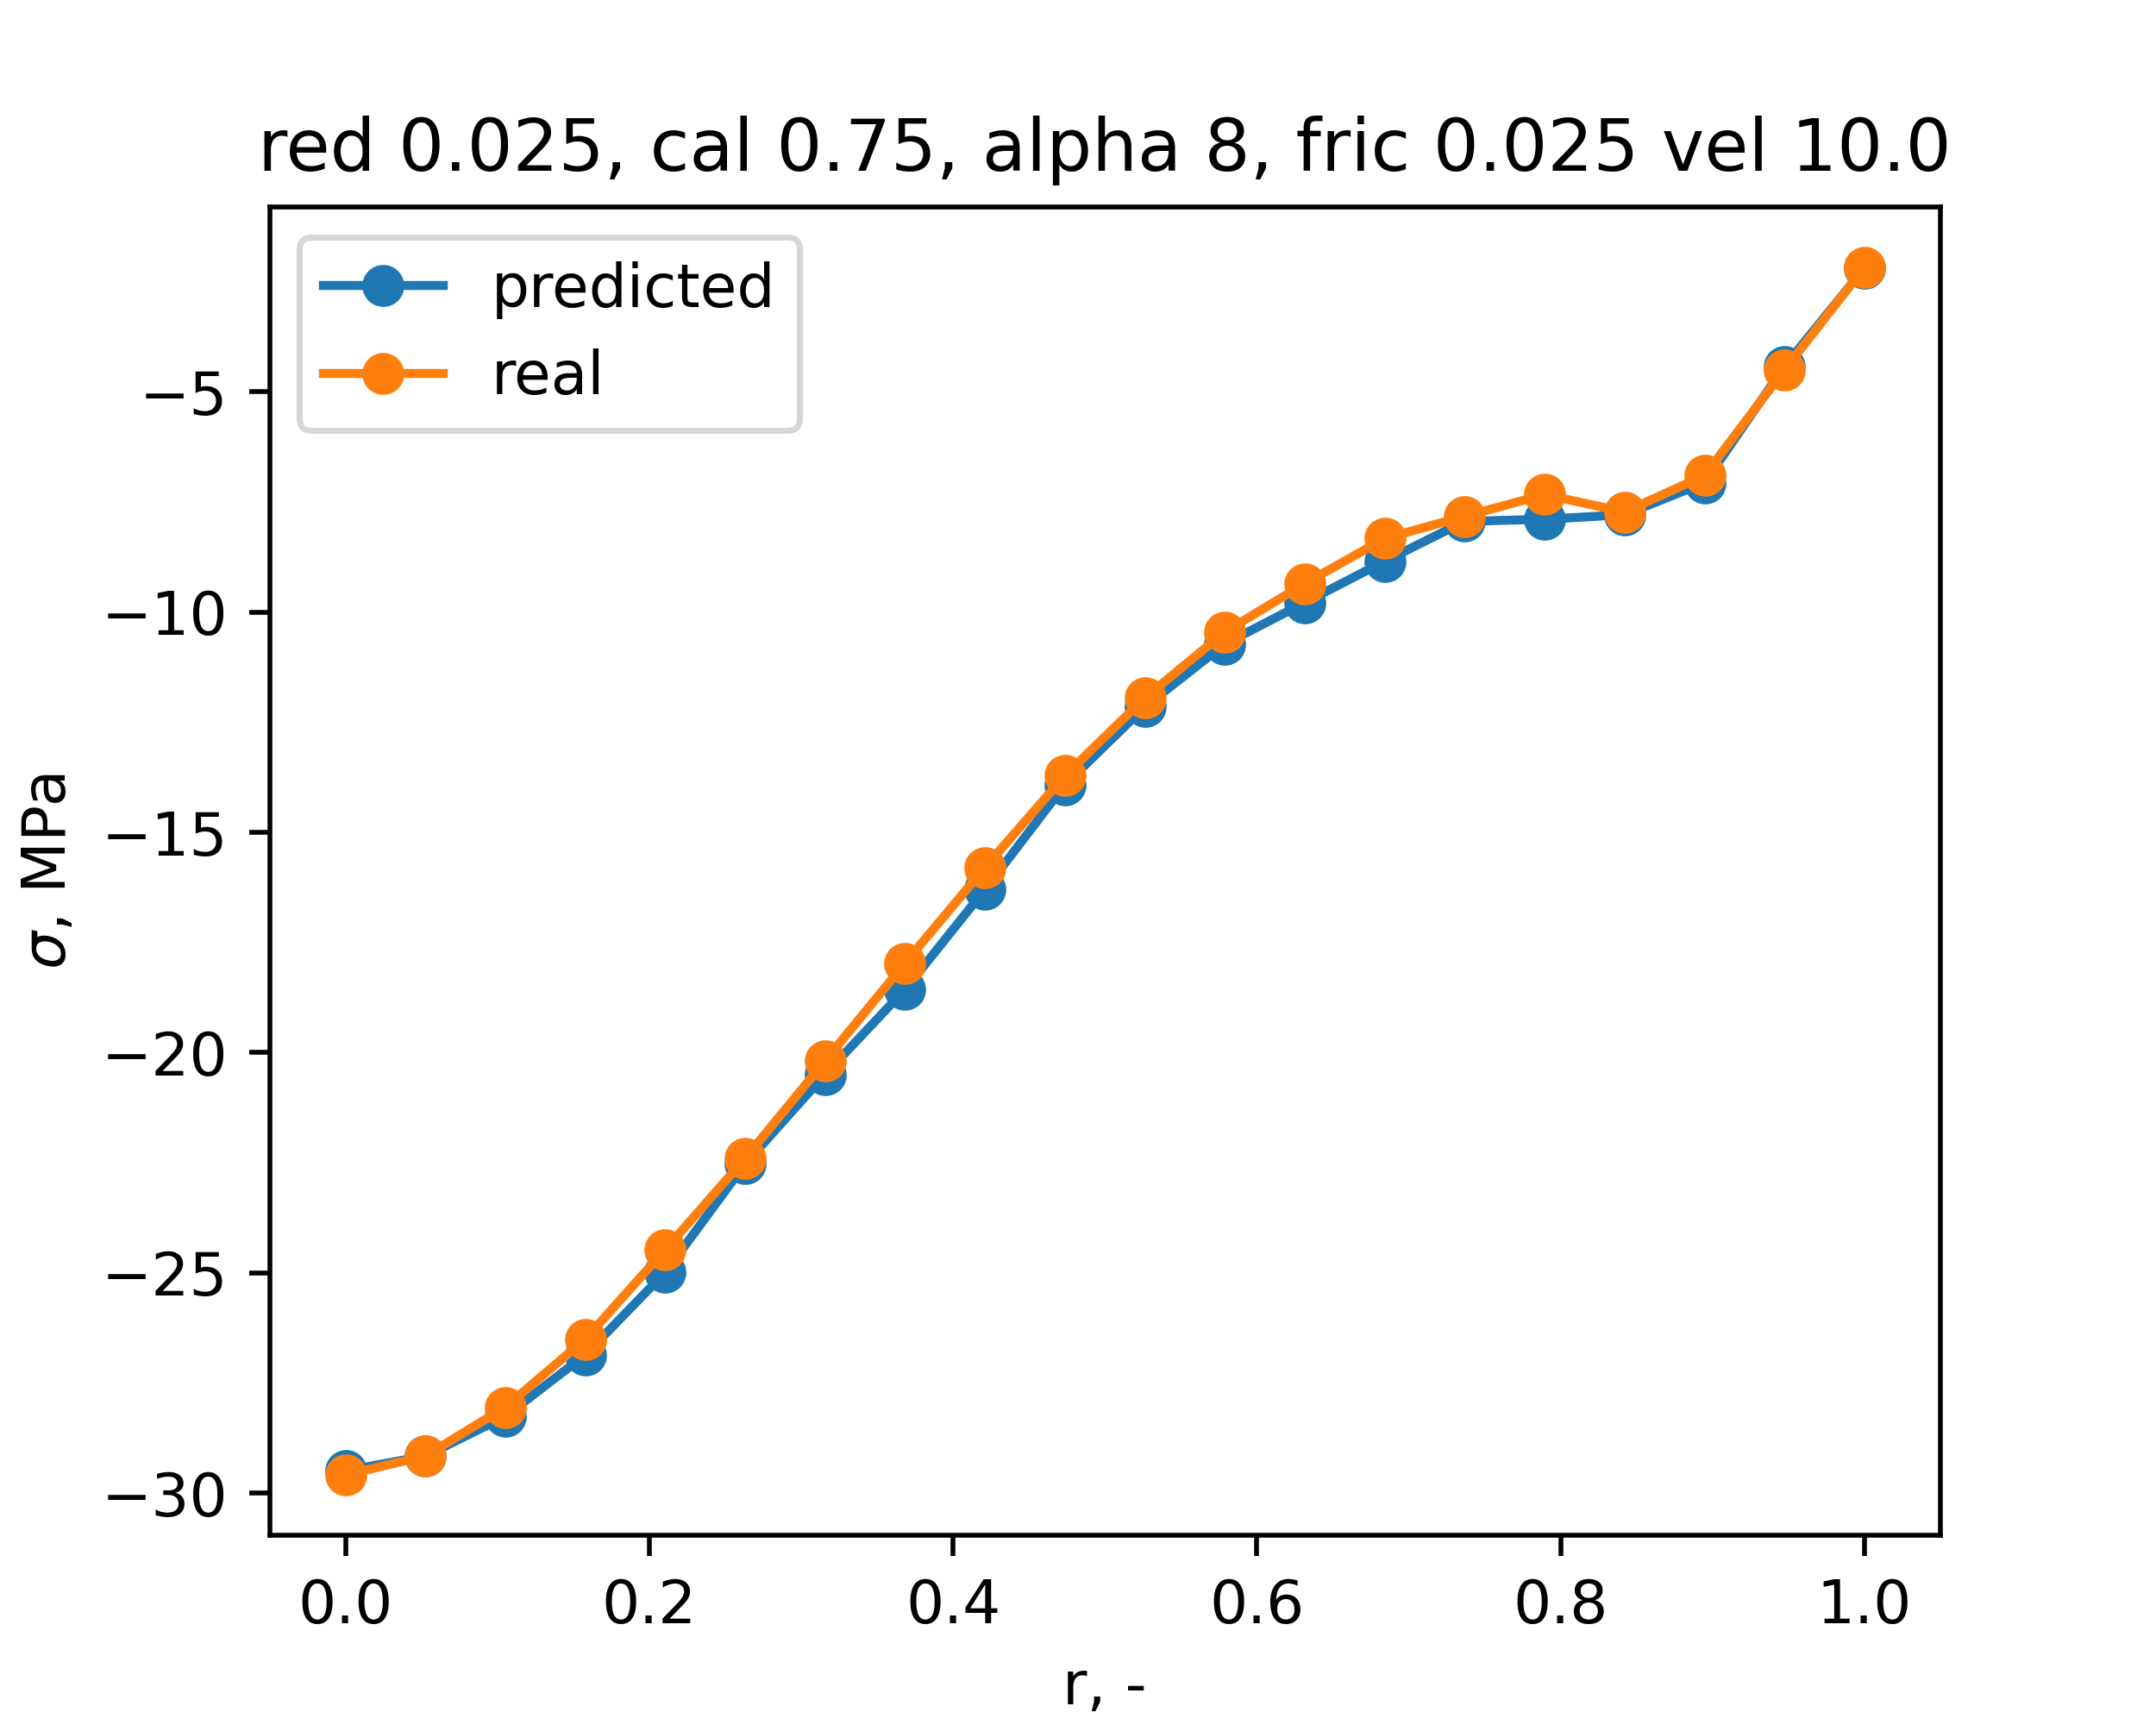 red 0.025, cal 0.75, alpha 8, fric 0.025 vel 10.0
predicted
real
−5
−10
−15
−20
−25
−30
σ, MPa
0.0 0.2 0.4 0.6 0.8 1.0
r, -